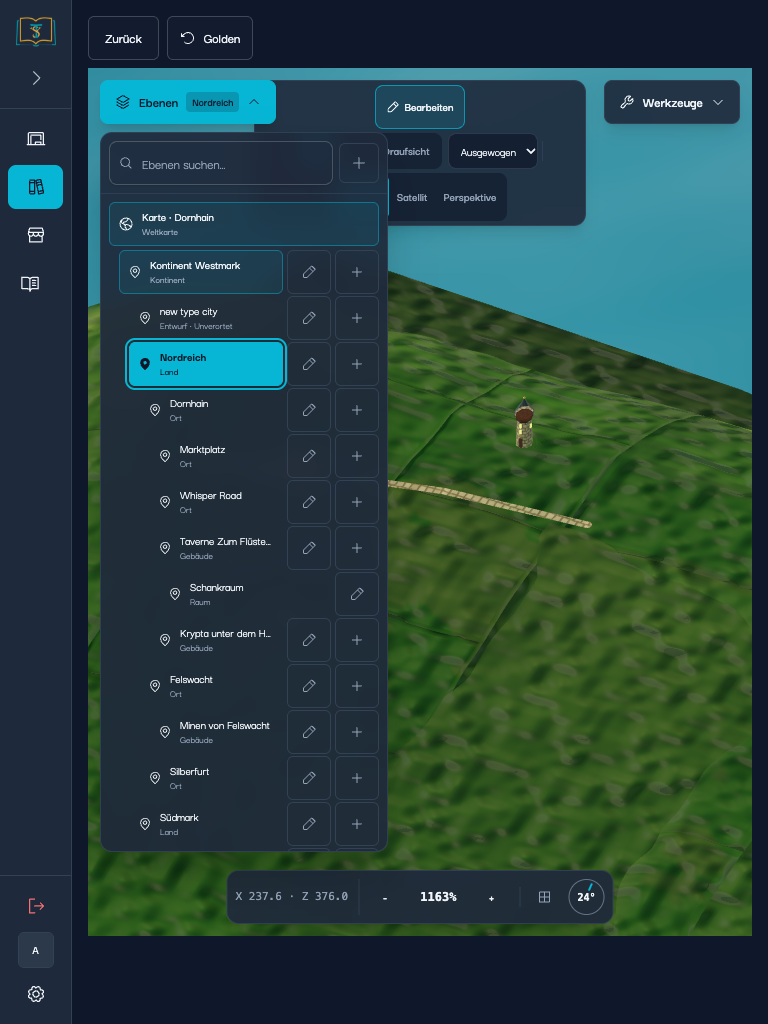 Zurück
Golden
Ebenen
Nordreich
Bearbeiten
Werkzeuge
Draufsicht
Ausgewogen
Satellit
Perspektive
Ebenen suchen…
Karte · Dornhain
Weltkarte
Kontinent Westmark
Kontinent
new type city
Entwurf · Unverortet
Nordreich
Land
Dornhain
Ort
Marktplatz
Ort
Whisper Road
Ort
Taverne Zum Flüste…
Gebäude
Schankraum
Raum
Krypta unter dem H…
Gebäude
Felswacht
Ort
Minen von Felswacht
Gebäude
Silberfurt
Ort
Südmark
Land
X 237.6 · Z 376.0
-
1163%
+
24°
A